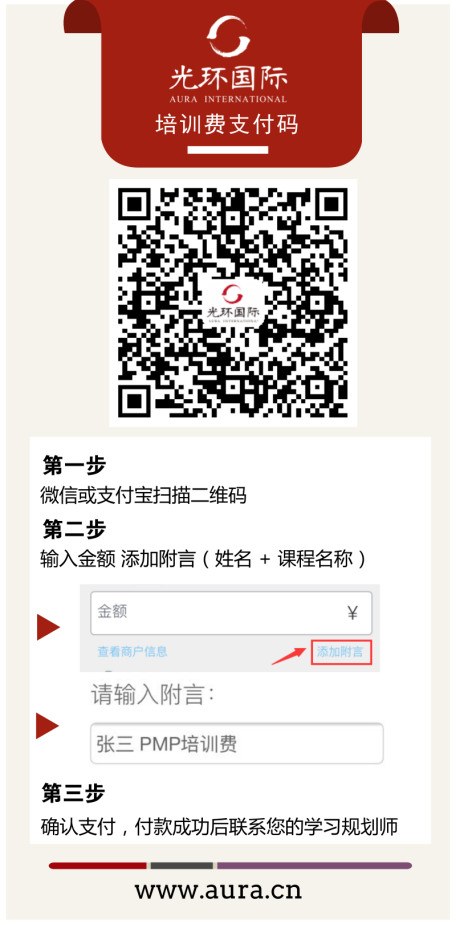 光环国际
AURA INTERNATIONAL
培训费支付码
光环国际
AURA INTERNATIONAL
第一步
微信或支付宝扫描二维码
第二步
输入金额 添加附言（姓名 + 课程名称）
金额 ¥
查看商户信息 添加附言
请输入附言：
张三 PMP培训费
第三步
确认支付，付款成功后联系您的学习规划师
www.aura.cn